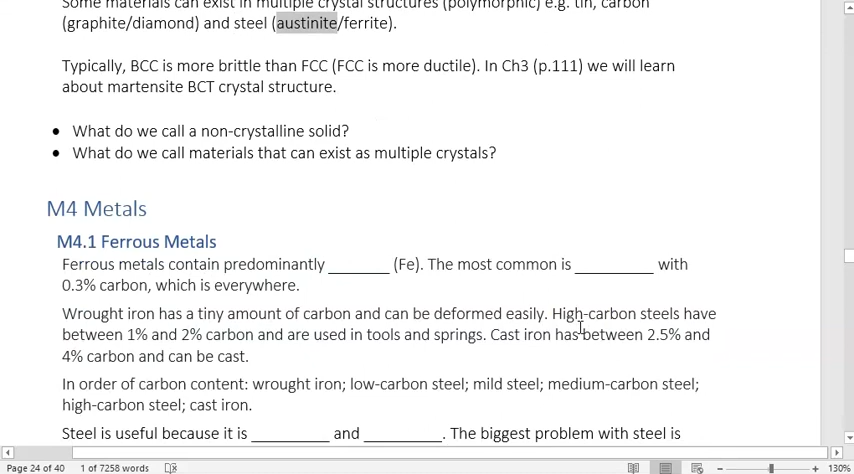 Some materials can exist in multiple crystal structures (polymorphic) e.g. tin, carbon
(graphite/diamond) and steel (austinite/ferrite).
Typically, BCC is more brittle than FCC (FCC is more ductile). In Ch3 (p.111) we will learn
about martensite BCT crystal structure.
• What do we call a non-crystalline solid?
• What do we call materials that can exist as multiple crystals?
M4 Metals
M4.1 Ferrous Metals
Ferrous metals contain predominantly _______ (Fe). The most common is _________ with
0.3% carbon, which is everywhere.
Wrought iron has a tiny amount of carbon and can be deformed easily. High-carbon steels have
between 1% and 2% carbon and are used in tools and springs. Cast iron has between 2.5% and
4% carbon and can be cast.
In order of carbon content: wrought iron; low-carbon steel; mild steel; medium-carbon steel;
high-carbon steel; cast iron.
Steel is useful because it is _________ and _________. The biggest problem with steel is
Page 24 of 40 1 of 7258 words 130%